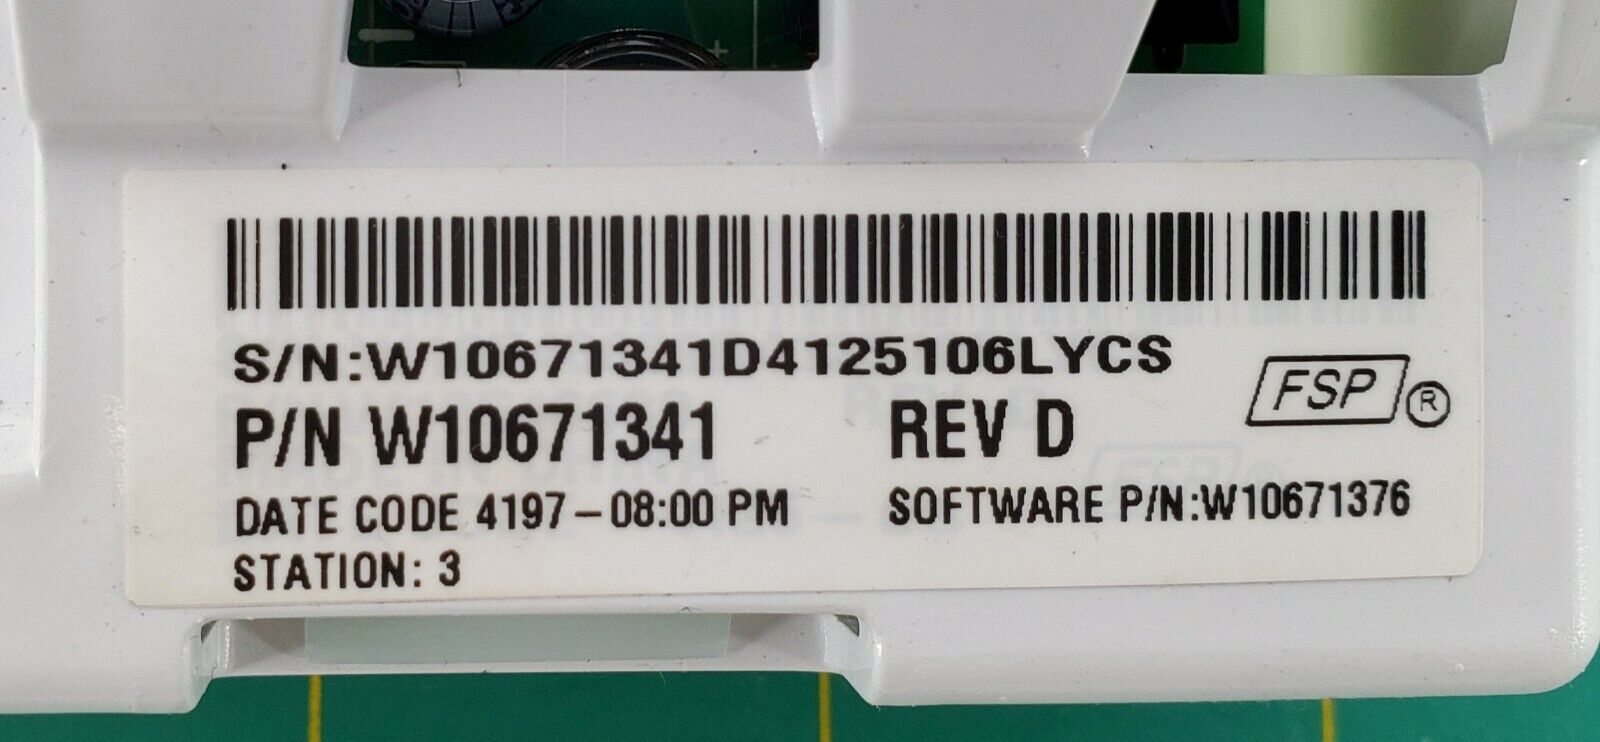 S/N:W10671341D4125106LYCS
P/N W10671341 REV D
FSP ®
DATE CODE 4197-08:00 PM SOFTWARE P/N:W10671376
STATION: 3